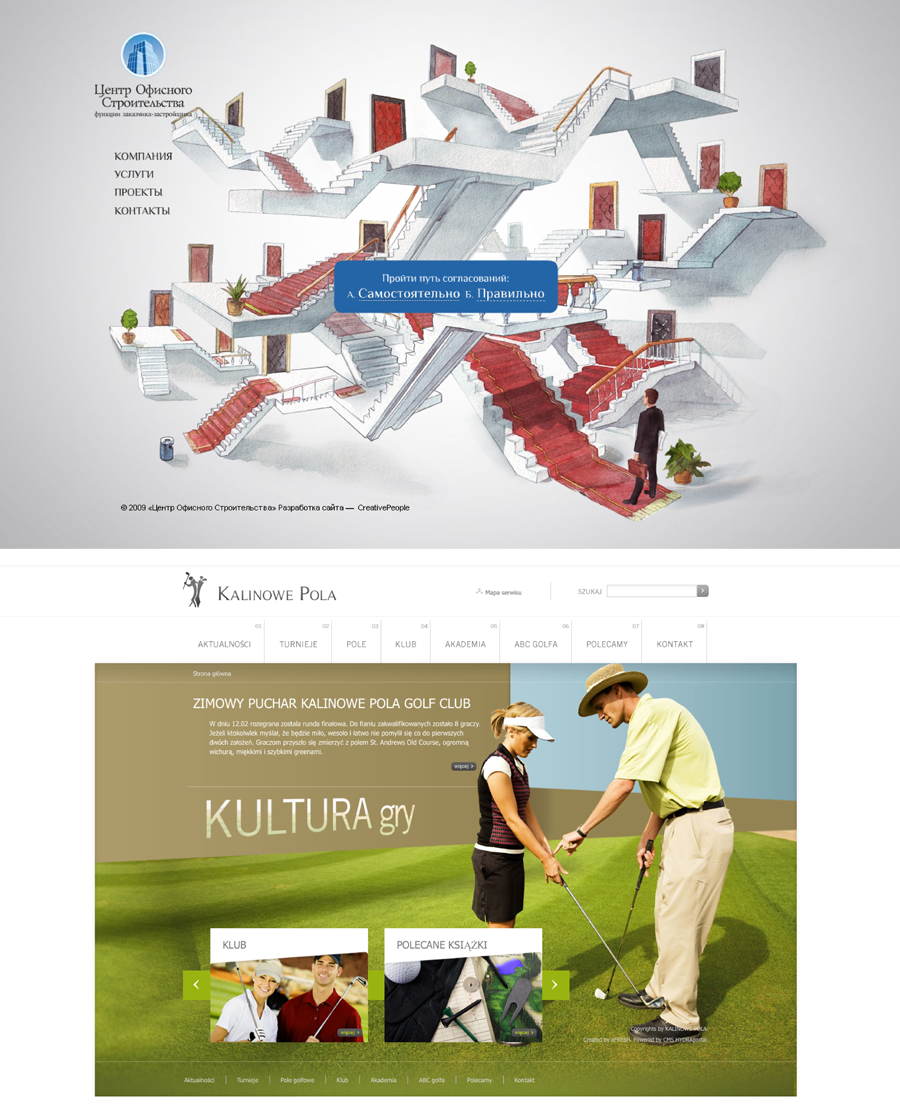 Центр Офисного
Строительства
функции заказчика-застройщика
КОМПАНИЯ
УСЛУГИ
ПРОЕКТЫ
КОНТАКТЫ
Пройти путь согласований:
А. Самостоятельно Б. Правильно
© 2009 «Центр Офисного Строительства» Разработка сайта — CreativePeople
KALINOWE POLA
Mapa serwisu
SZUKAJ
01 02 03 04 05 06 07 08
AKTUALNOŚCI TURNIEJE POLE KLUB AKADEMIA ABC GOLFA POLECAMY KONTAKT
Strona główna
ZIMOWY PUCHAR KALINOWE POLA GOLF CLUB
W dniu 12.02 rozegrana została runda finałowa. Do fianłu zakwalifikowanych zostało 8 graczy.
Jeżeli ktokolwiek myślał, że będzie miło, wesoło i łatwo nie pomylił się co do pierwszych
dwóch założeń. Graczom przyszło się zmierzyć z polem St. Andrews Old Course, ogromną
wichurą, miękkimi i szybkimi greenami.
więcej >
KULTURA gry
KLUB
POLECANE KSIĄŻKI
więcej >
więcej >
Copyrights by KALINOWE POLA
Created by eFRESH. Powered by CMS HYDRAportal
Aktualności Turnieje Pole golfowe Klub Akademia ABC golfa Polecamy Kontakt